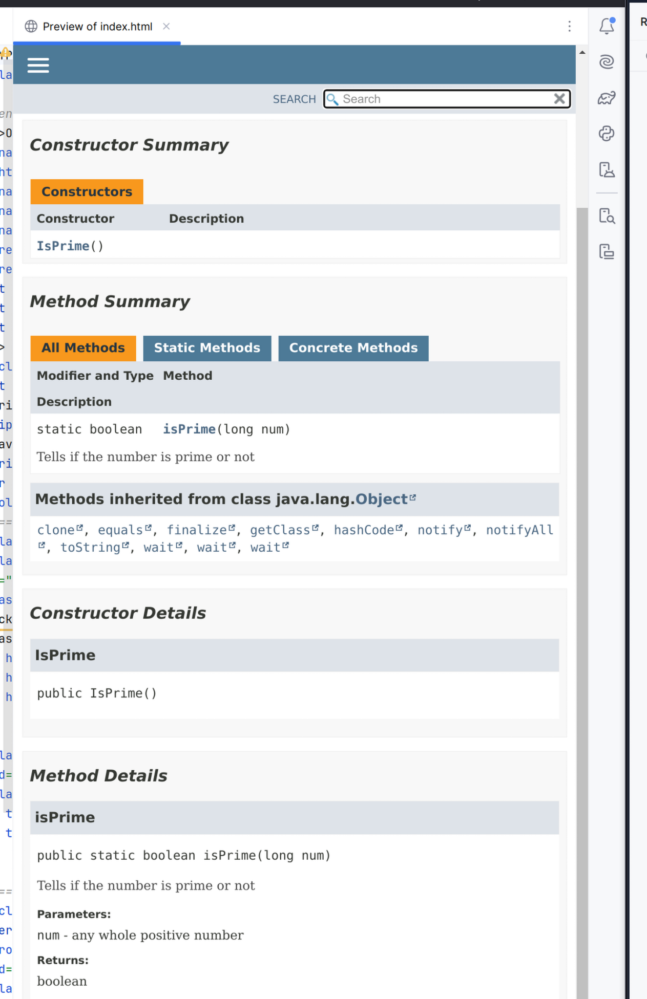 Preview of index.html
SEARCH Search
Constructor Summary
Constructors
Constructor Description
IsPrime()
Method Summary
All Methods Static Methods Concrete Methods
Modifier and Type Method
Description
static boolean isPrime(long num)
Tells if the number is prime or not
Methods inherited from class java.lang.Object
clone, equals, finalize, getClass, hashCode, notify, notifyAll
, toString, wait, wait, wait
Constructor Details
IsPrime
public IsPrime()
Method Details
isPrime
public static boolean isPrime(long num)
Tells if the number is prime or not
Parameters:
num - any whole positive number
Returns:
boolean